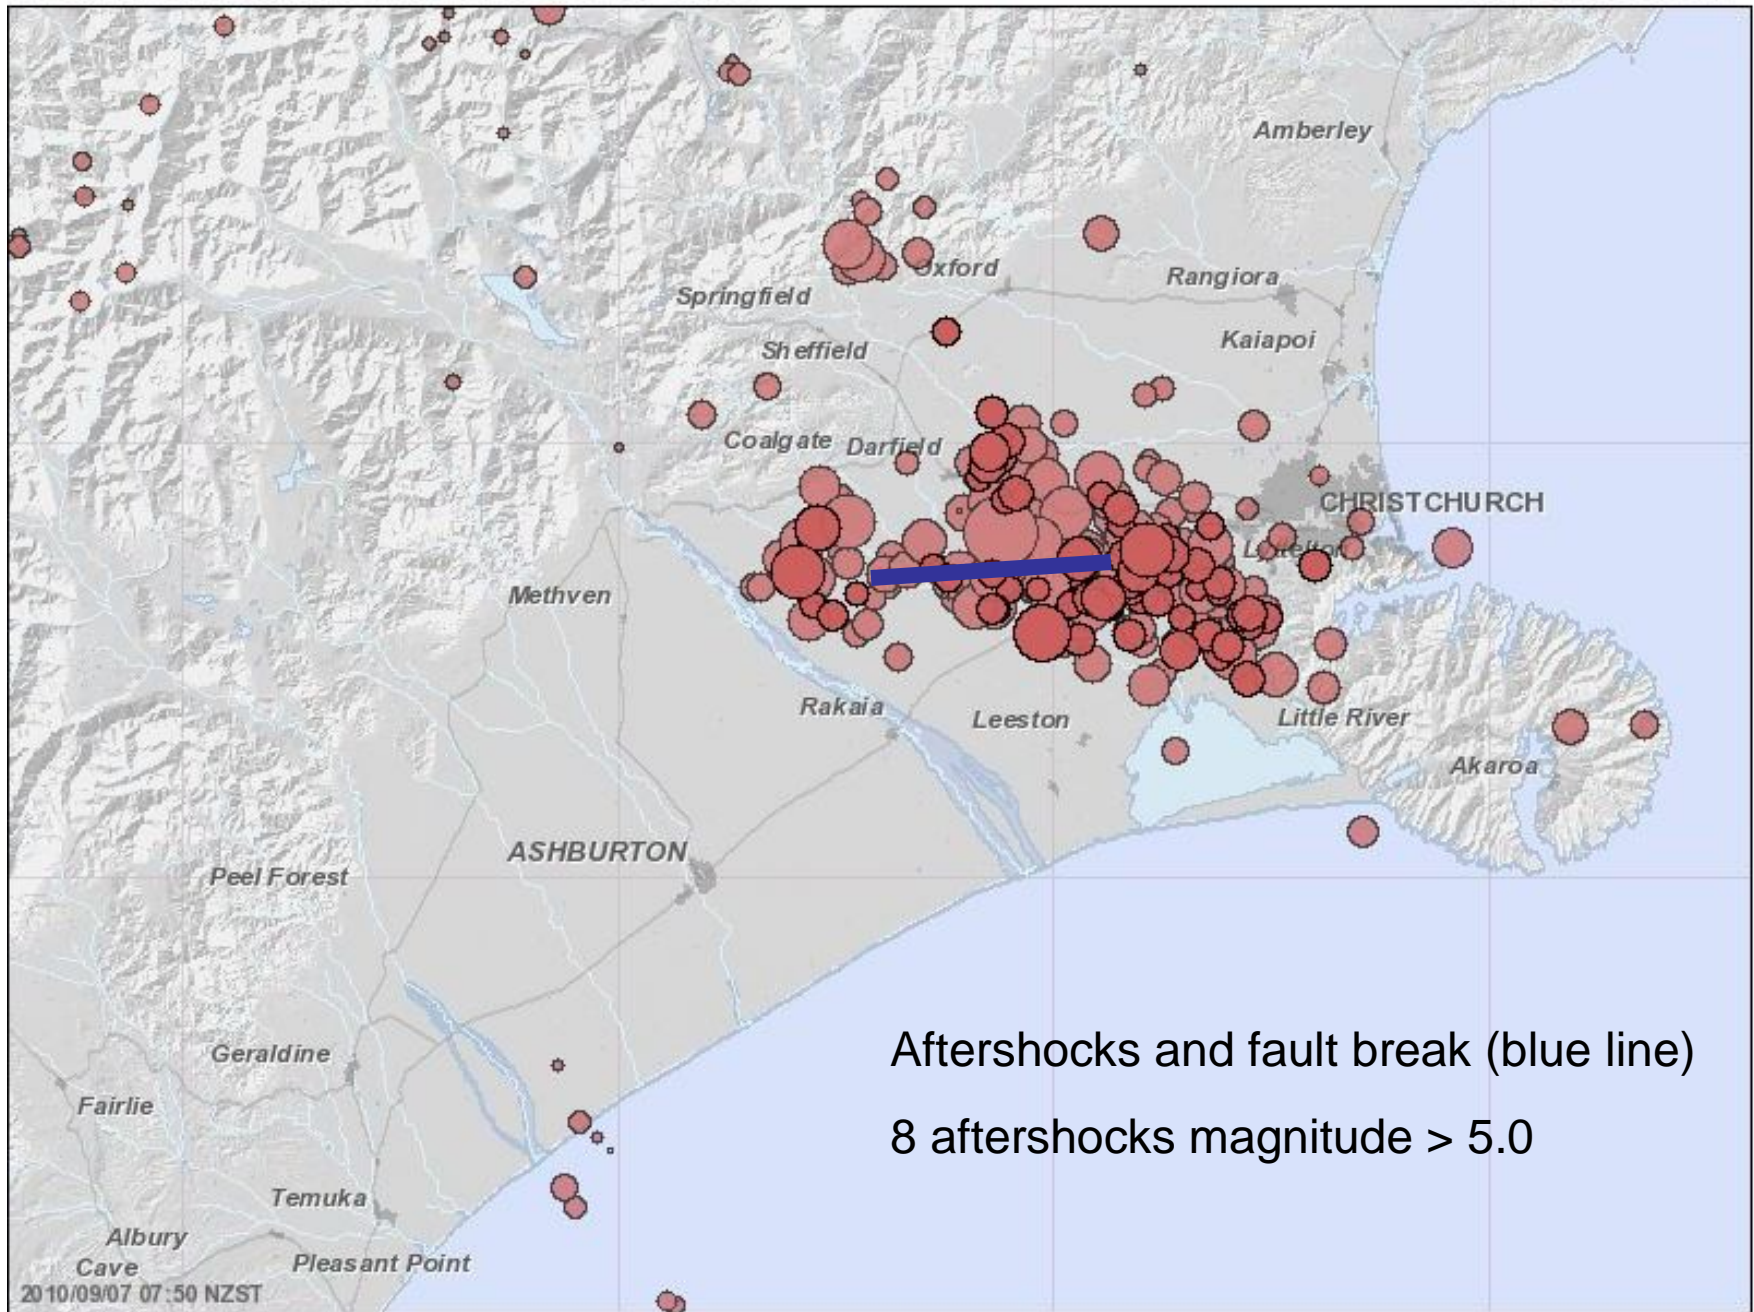 Amberley
Oxford
Rangiora
Springfield
Kaiapoi
Sheffield
Coalgate
Darfield
CHRISTCHURCH
Lyttelton
Methven
Rakaia
Leeston
Little River
Akaroa
ASHBURTON
Peel Forest
Aftershocks and fault break (blue line)
Geraldine
Fairlie
8 aftershocks magnitude > 5.0
Temuka
Albury
Cave
Pleasant Point
2010/09/07 07:50 NZST